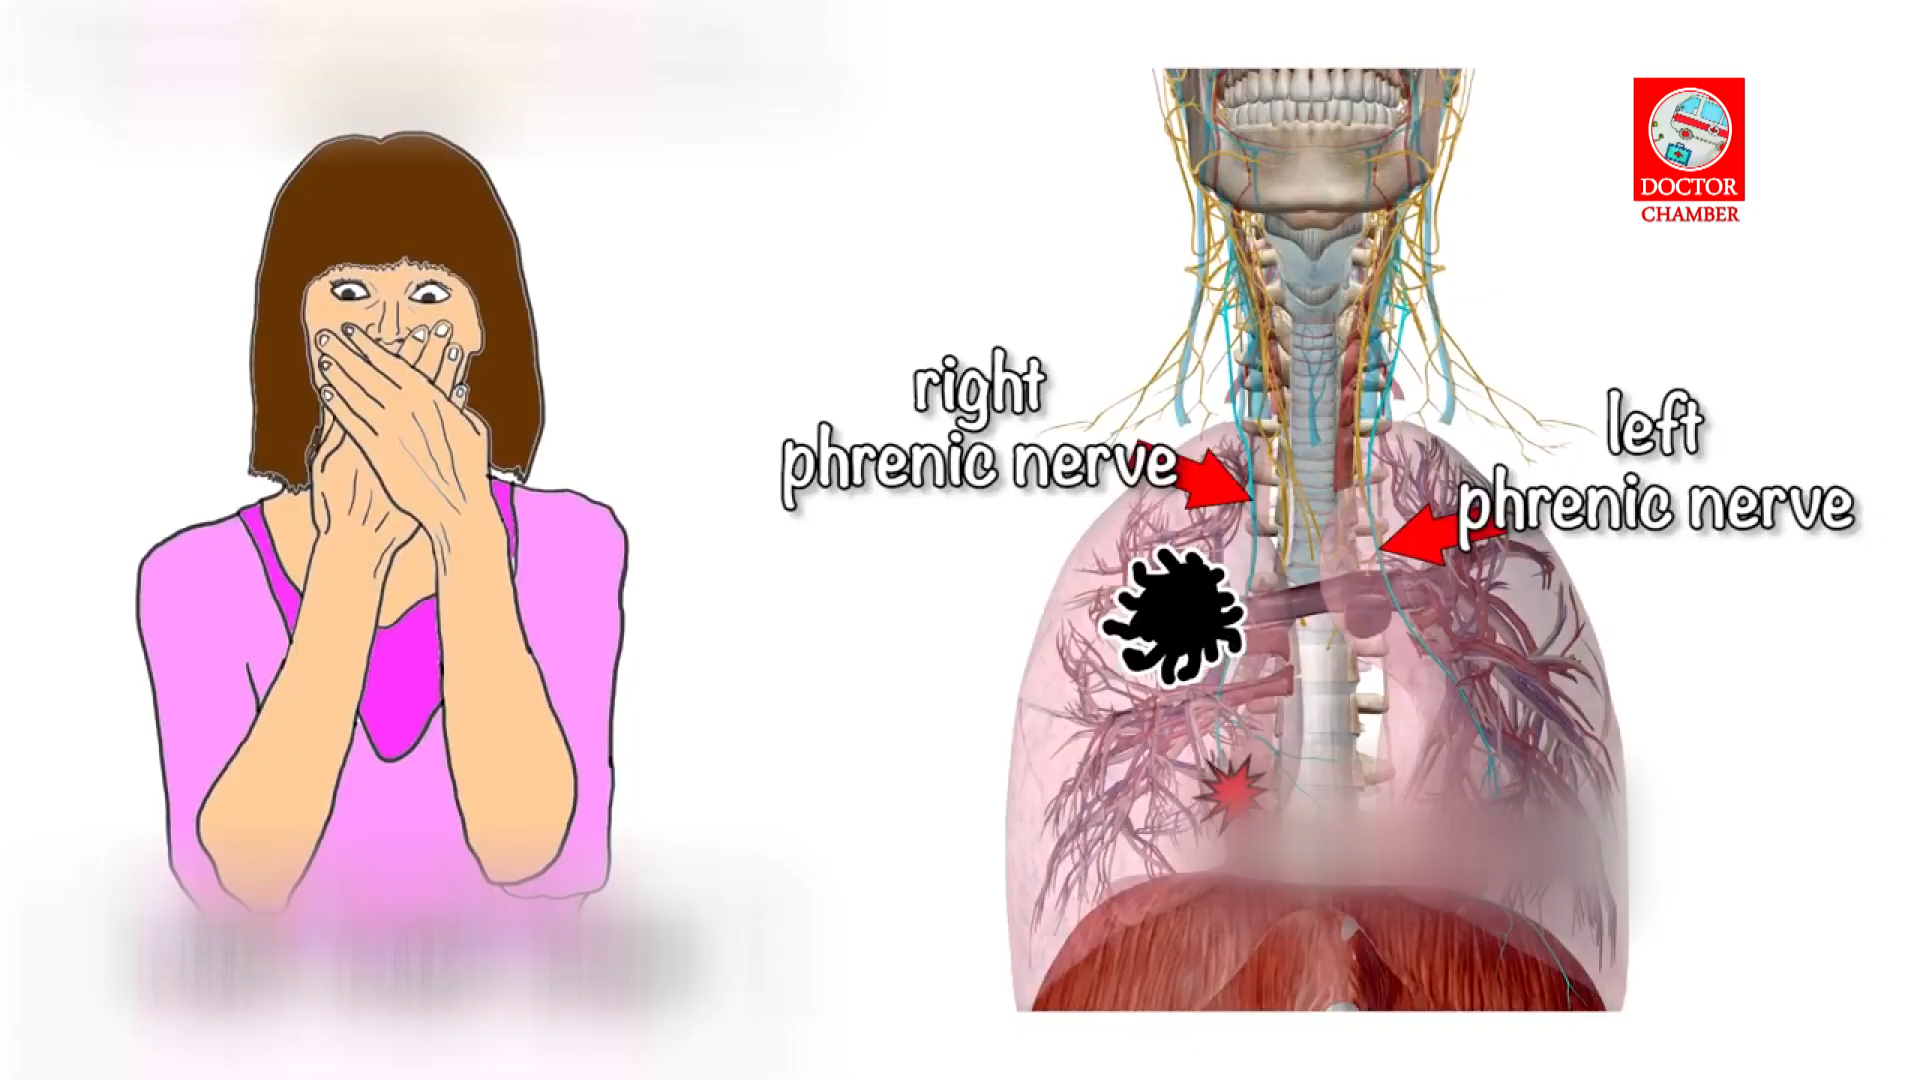 right
phrenic nerve
left
phrenic nerve
DOCTOR
CHAMBER